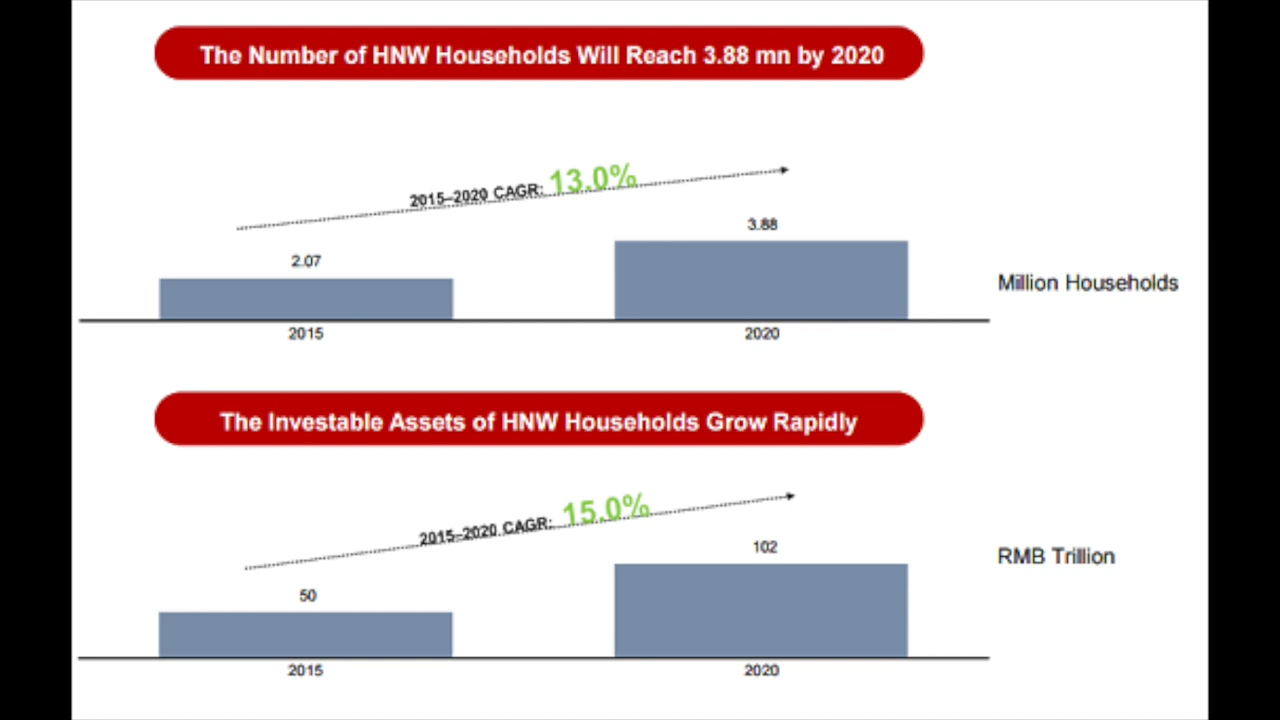 The Number of HNW Households Will Reach 3.88 mn by 2020
2015–2020 CAGR: 13.0%
2.07
3.88
Million Households
2015
2020
The Investable Assets of HNW Households Grow Rapidly
2015–2020 CAGR: 15.0%
50
102
RMB Trillion
2015
2020